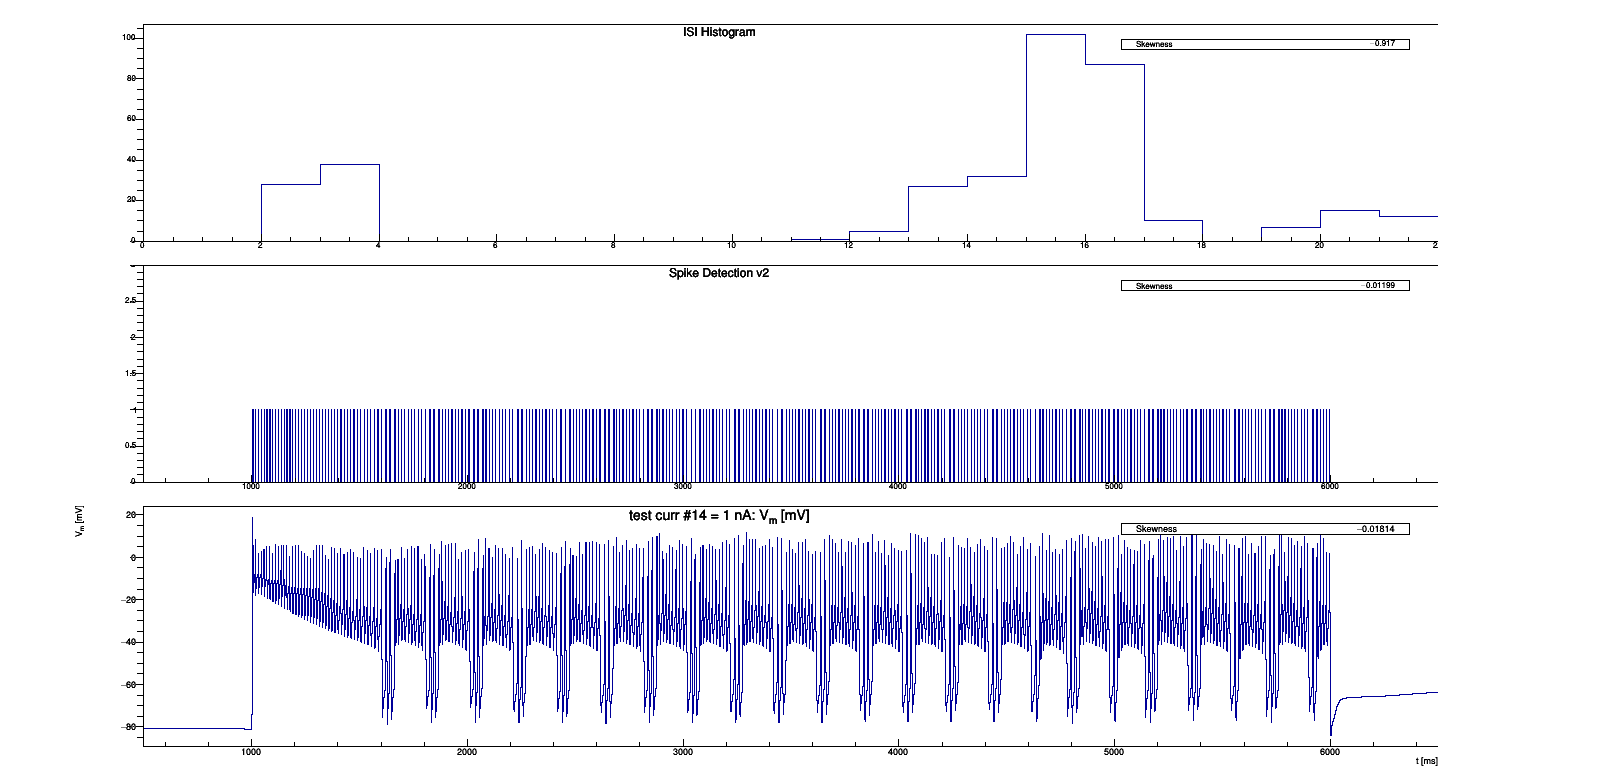 ISI Histogram
Skewness −0.917
100
80
60
40
20
0
0 2 4 6 8 10 12 14 16 18 20 2
Spike Detection v2
Skewness −0.01199
2.5
2
1.5
1
0.5
0
1000 2000 3000 4000 5000 6000
test curr #14 = 1 nA: Vm [mV]
Skewness −0.01814
Vm [mV]
20
0
−20
−40
−60
−80
1000 2000 3000 4000 5000 6000
t [ms]